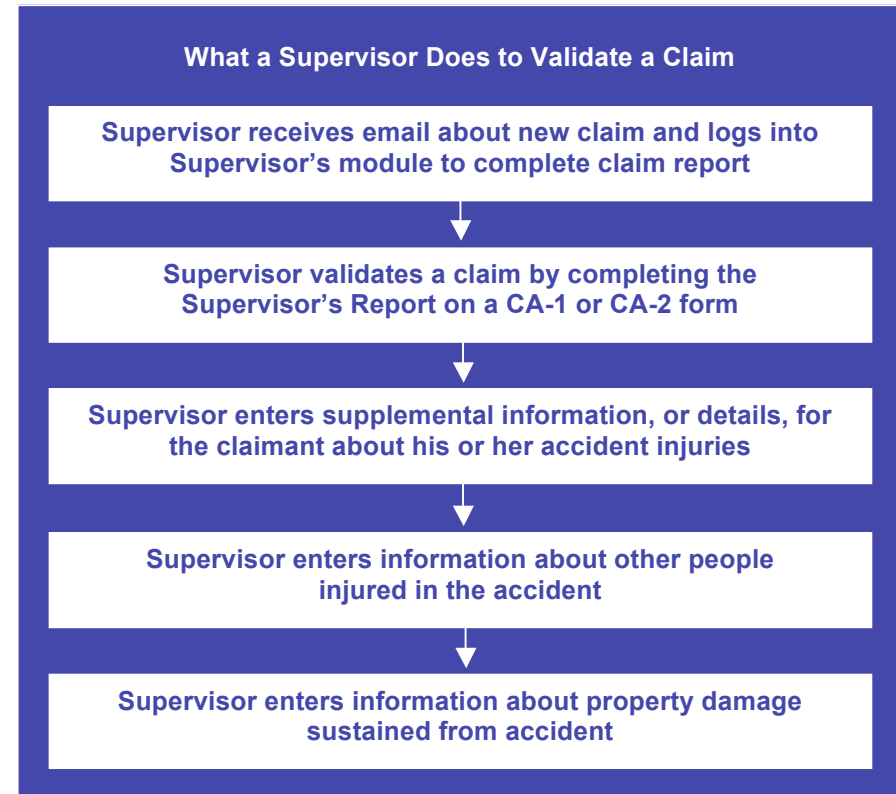 What a Supervisor Does to Validate a Claim
Supervisor receives email about new claim and logs into
Supervisor’s module to complete claim report
Supervisor validates a claim by completing the
Supervisor’s Report on a CA-1 or CA-2 form
Supervisor enters supplemental information, or details, for
the claimant about his or her accident injuries
Supervisor enters information about other people
injured in the accident
Supervisor enters information about property damage
sustained from accident